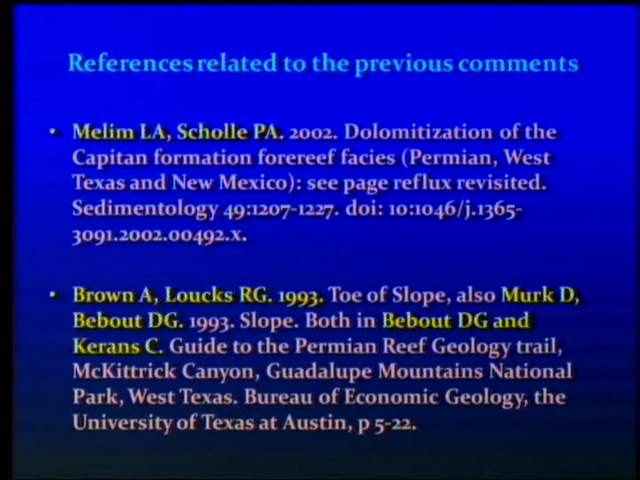 References related to the previous comments
• Melim LA, Scholle PA. 2002. Dolomitization of the
Capitan formation forereef facies (Permian, West
Texas and New Mexico): see page reflux revisited.
Sedimentology 49:1207-1227. doi: 10:1046/j.1365-
3091.2002.00492.x.
• Brown A, Loucks RG. 1993. Toe of Slope, also Murk D,
Bebout DG. 1993. Slope. Both in Bebout DG and
Kerans C. Guide to the Permian Reef Geology trail,
McKittrick Canyon, Guadalupe Mountains National
Park, West Texas. Bureau of Economic Geology, the
University of Texas at Austin, p 5-22.